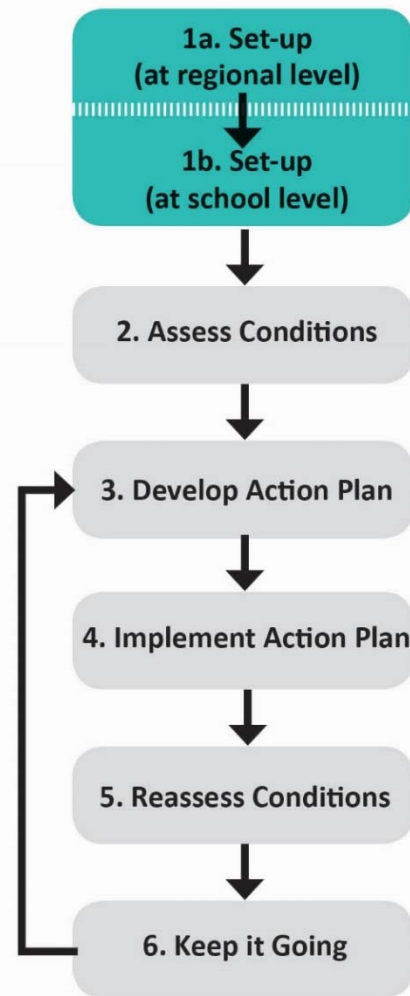 1a. Set-up
(at regional level)
1b. Set-up
(at school level)
2. Assess Conditions
3. Develop Action Plan
4. Implement Action Plan
5. Reassess Conditions
6. Keep it Going